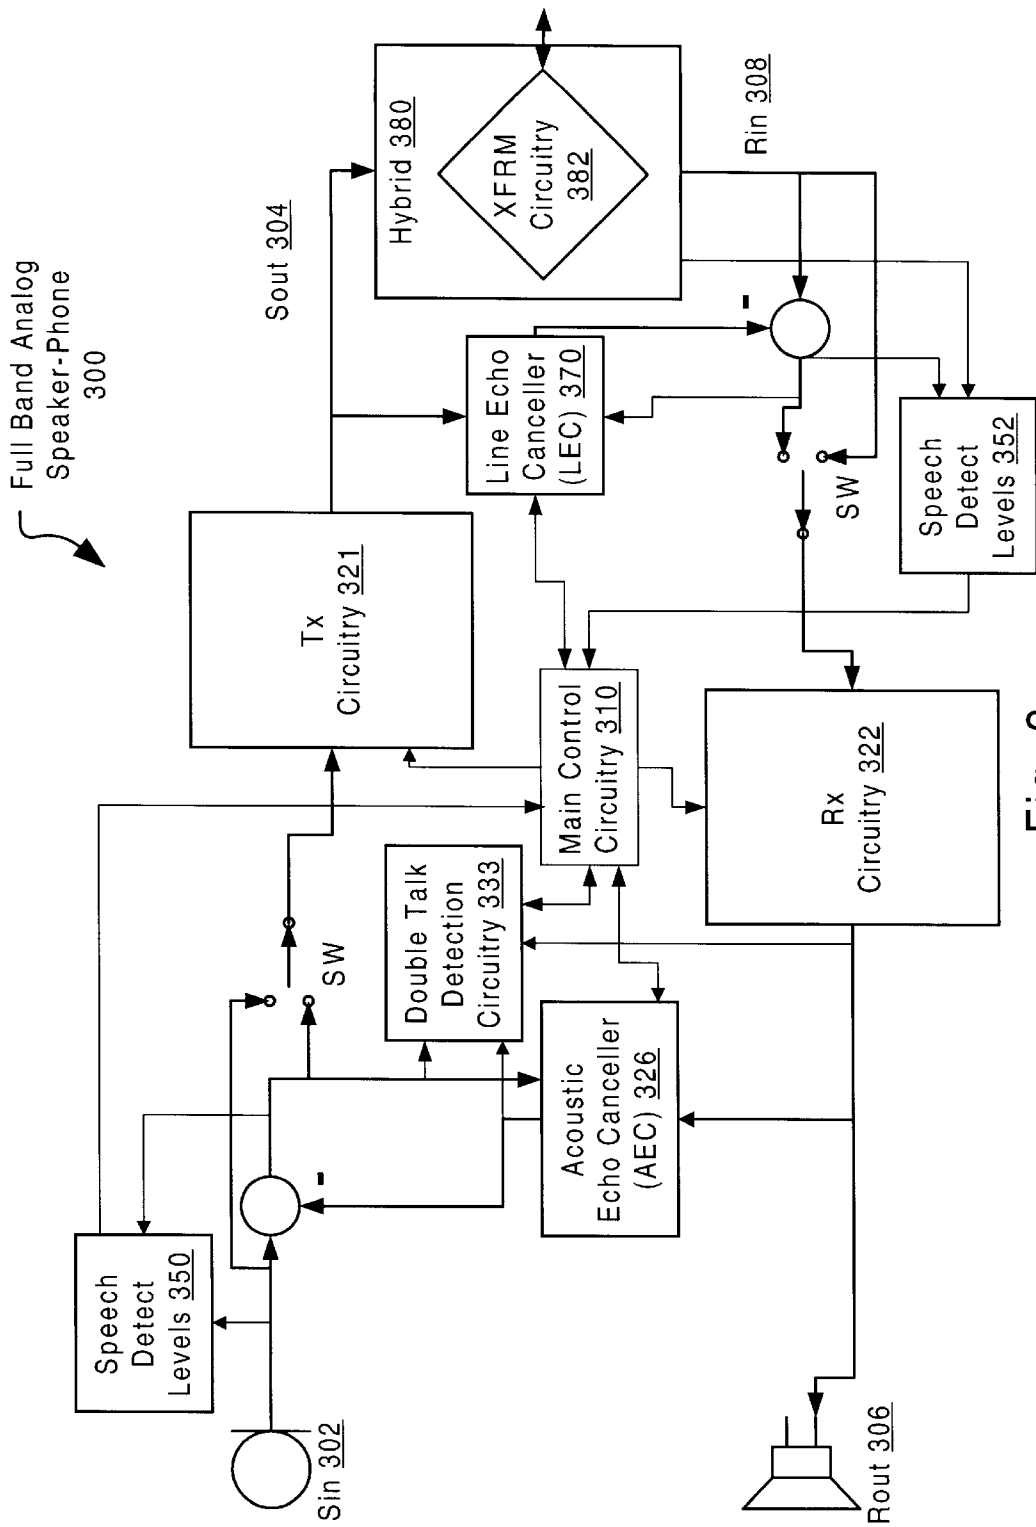 Full Band Analog
Speaker-Phone
300
Sout 304
Hybrid 380
XFRM
Circuitry
382
Rin 308
Line Echo
Canceller
(LEC) 370
SW
Speech
Detect
Levels 352
Tx
Circuitry 321
Main Control
Circuitry 310
Rx
Circuitry 322
Double Talk
Detection
Circuitry 333
SW
Acoustic
Echo Canceller
(AEC) 326
Speech
Detect
Levels 350
Sin 302
Rout 306